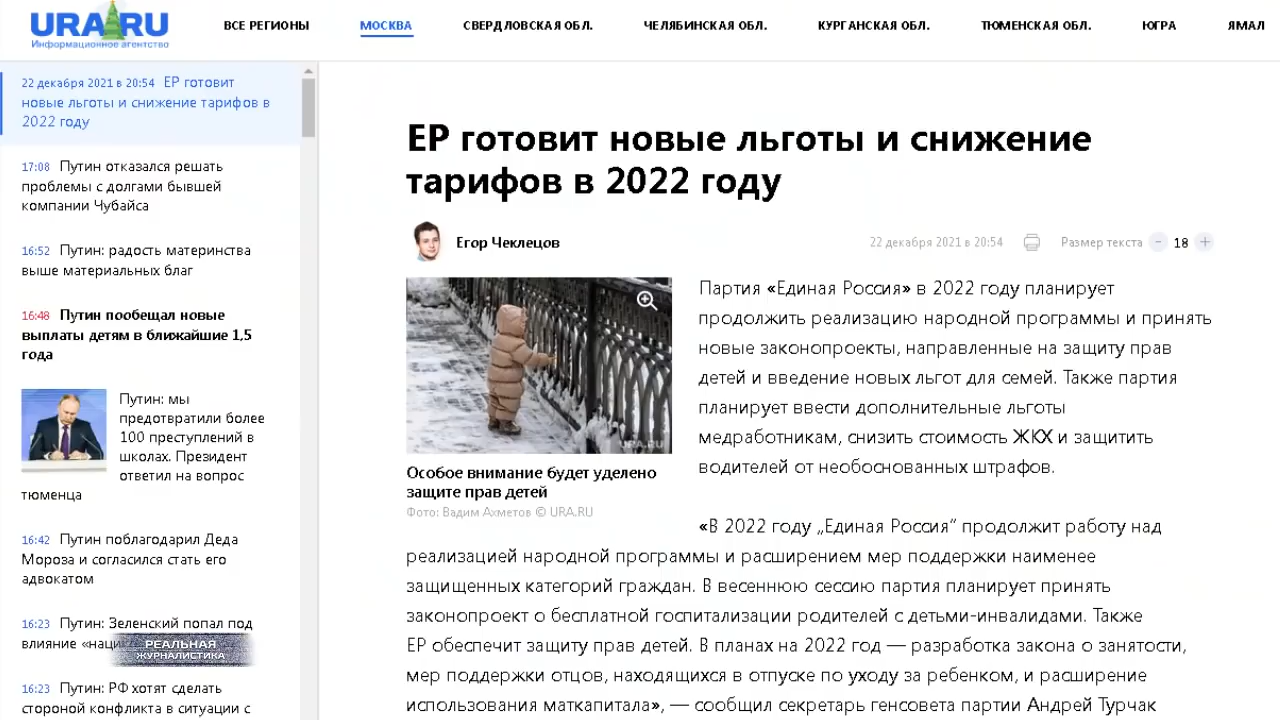 URA.RU
Информационное агентство
ВСЕ РЕГИОНЫ
МОСКВА
СВЕРДЛОВСКАЯ ОБЛ.
ЧЕЛЯБИНСКАЯ ОБЛ.
КУРГАНСКАЯ ОБЛ.
ТЮМЕНСКАЯ ОБЛ.
ЮГРА
ЯМАЛ
22 декабря 2021 в 20:54 ЕР готовит
новые льготы и снижение тарифов в
2022 году
17:08 Путин отказался решать
проблемы с долгами бывшей
компании Чубайса
16:52 Путин: радость материнства
выше материальных благ
16:48 Путин пообещал новые
выплаты детям в ближайшие 1,5
года
Путин: мы
предотвратили более
100 преступлений в
школах. Президент
ответил на вопрос
тюменца
16:42 Путин поблагодарил Деда
Мороза и согласился стать его
адвокатом
16:23 Путин: Зеленский попал под
влияние «наци
РЕАЛЬНАЯ
ЖУРНАЛИСТИКА
16:23 Путин: РФ хотят сделать
стороной конфликта в ситуации с
ЕР готовит новые льготы и снижение
тарифов в 2022 году
Егор Чеклецов
22 декабря 2021 в 20:54
Размер текста - 18 +
URA.RU
Особое внимание будет уделено
защите прав детей
Фото: Вадим Ахметов © URA.RU
Партия «Единая Россия» в 2022 году планирует
продолжить реализацию народной программы и принять
новые законопроекты, направленные на защиту прав
детей и введение новых льгот для семей. Также партия
планирует ввести дополнительные льготы
медработникам, снизить стоимость ЖКХ и защитить
водителей от необоснованных штрафов.
«В 2022 году „Единая Россия“ продолжит работу над
реализацией народной программы и расширением мер поддержки наименее
защищенных категорий граждан. В весеннюю сессию партия планирует принять
законопроект о бесплатной госпитализации родителей с детьми-инвалидами. Также
ЕР обеспечит защиту прав детей. В планах на 2022 год — разработка закона о занятости,
мер поддержки отцов, находящихся в отпуске по уходу за ребенком, и расширение
использования маткапитала», — сообщил секретарь генсовета партии Андрей Турчак